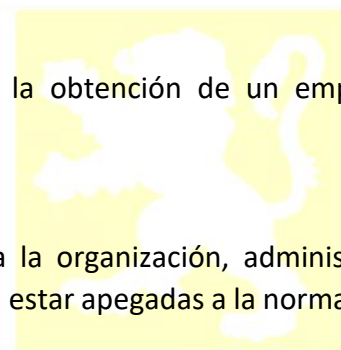 la obtención de un emp
a la organización, adminis
estar apegadas a la norma